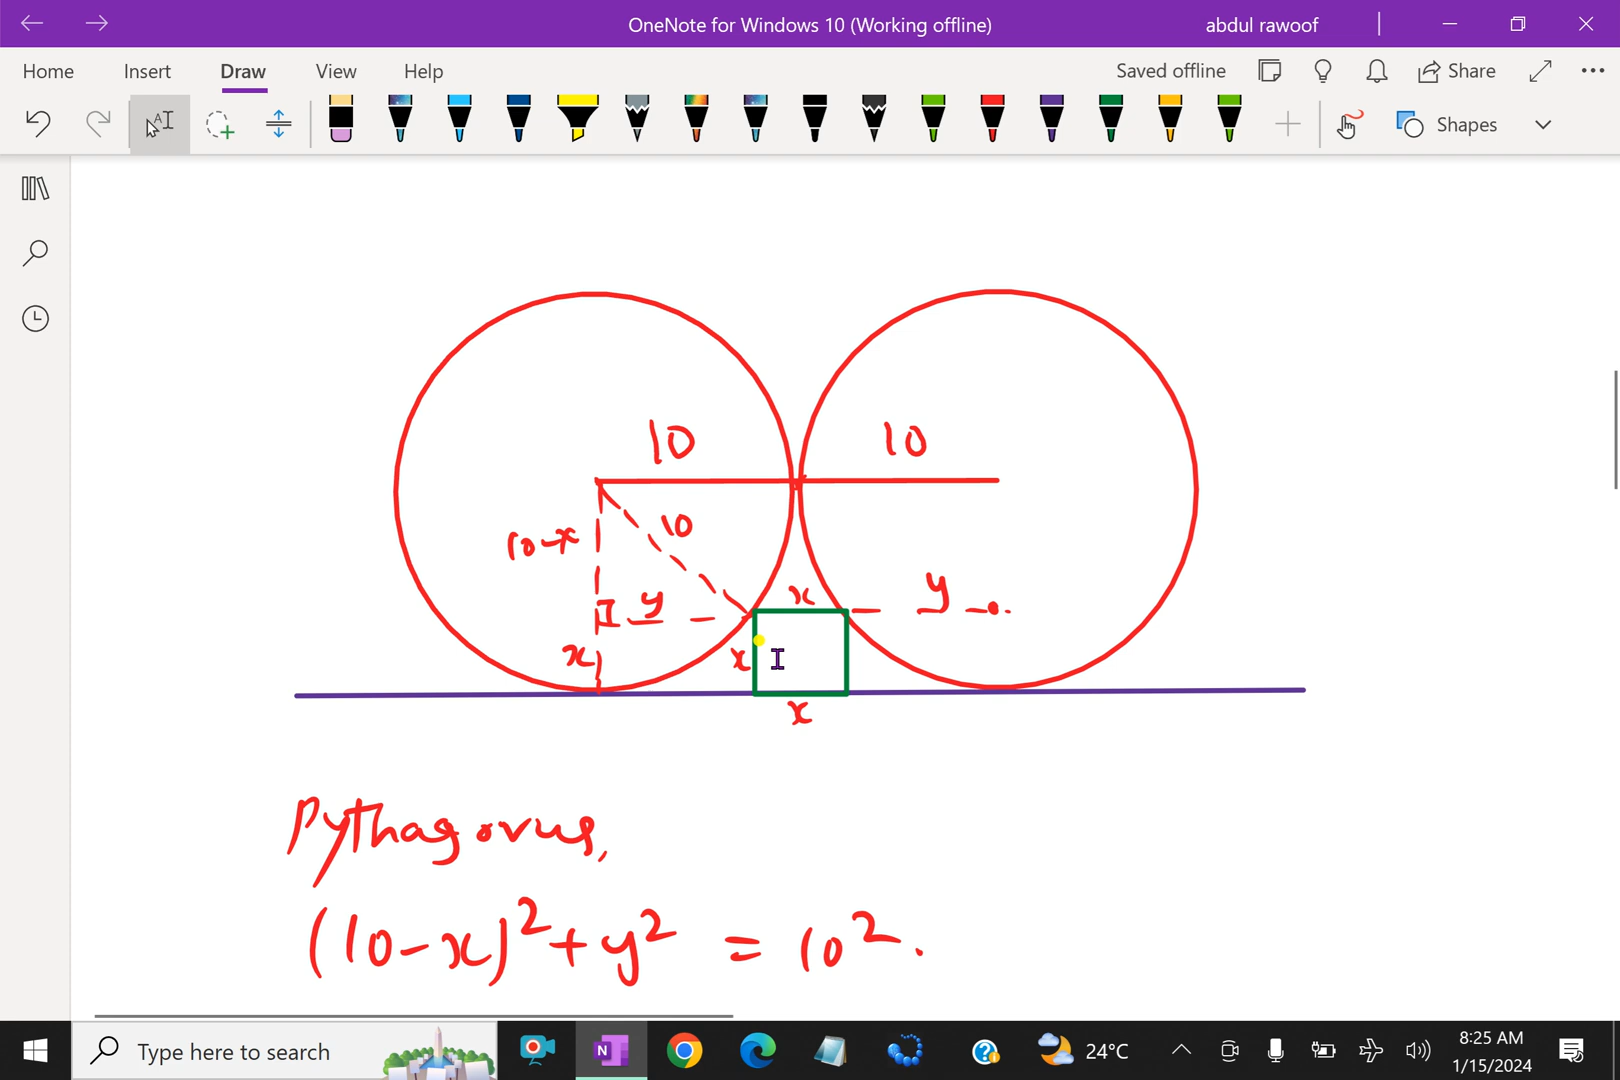 OneNote for Windows 10 (Working offline)
abdul rawoof
Home Insert Draw View Help
Saved offline
Share
Shapes
10 10
10-x 10
y x y
x x
x
Pythagorus,
(10-x)²+y² = 10².
Type here to search
24°C
8:25 AM
1/15/2024